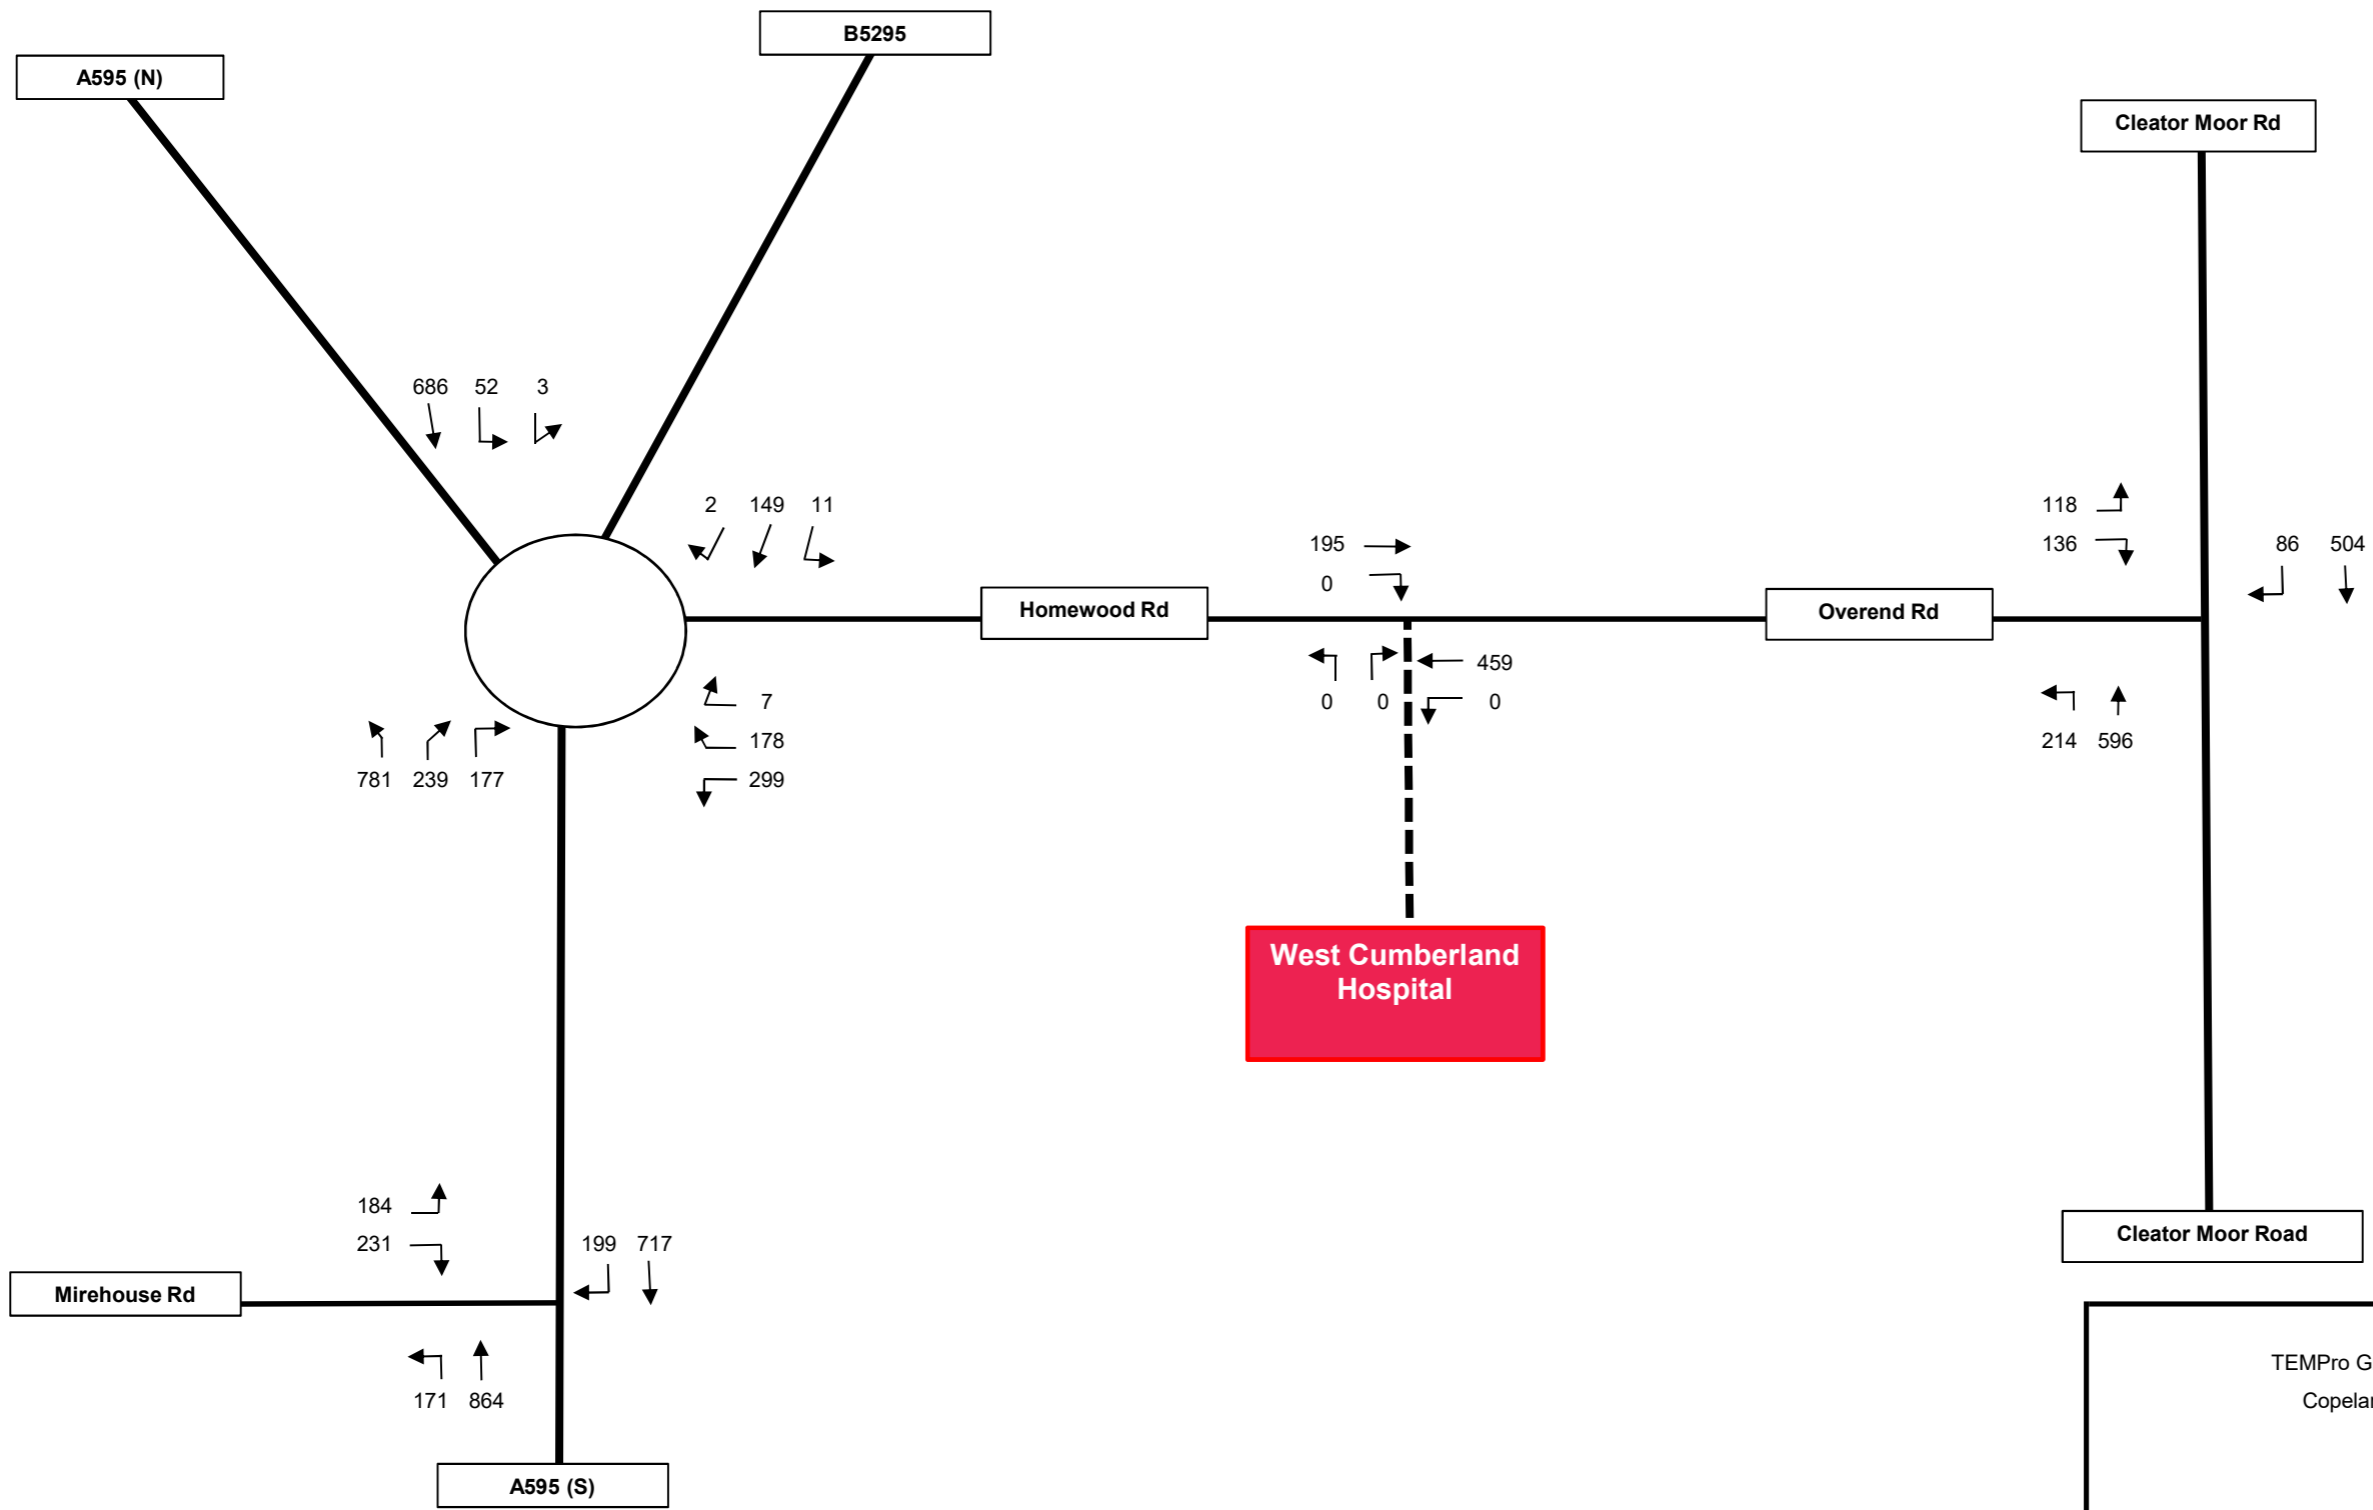 B5295
A595 (N)
Cleator Moor Rd
686 52 3
2 149 11
118
136
86 504
195
0
Homewood Rd
Overend Rd
459
0 0 0
7
178
299
781 239 177
214 596
West Cumberland
Hospital
184
231
199 717
Mirehouse Rd
171 864
A595 (S)
Cleator Moor Road
TEMPro G
Copelar